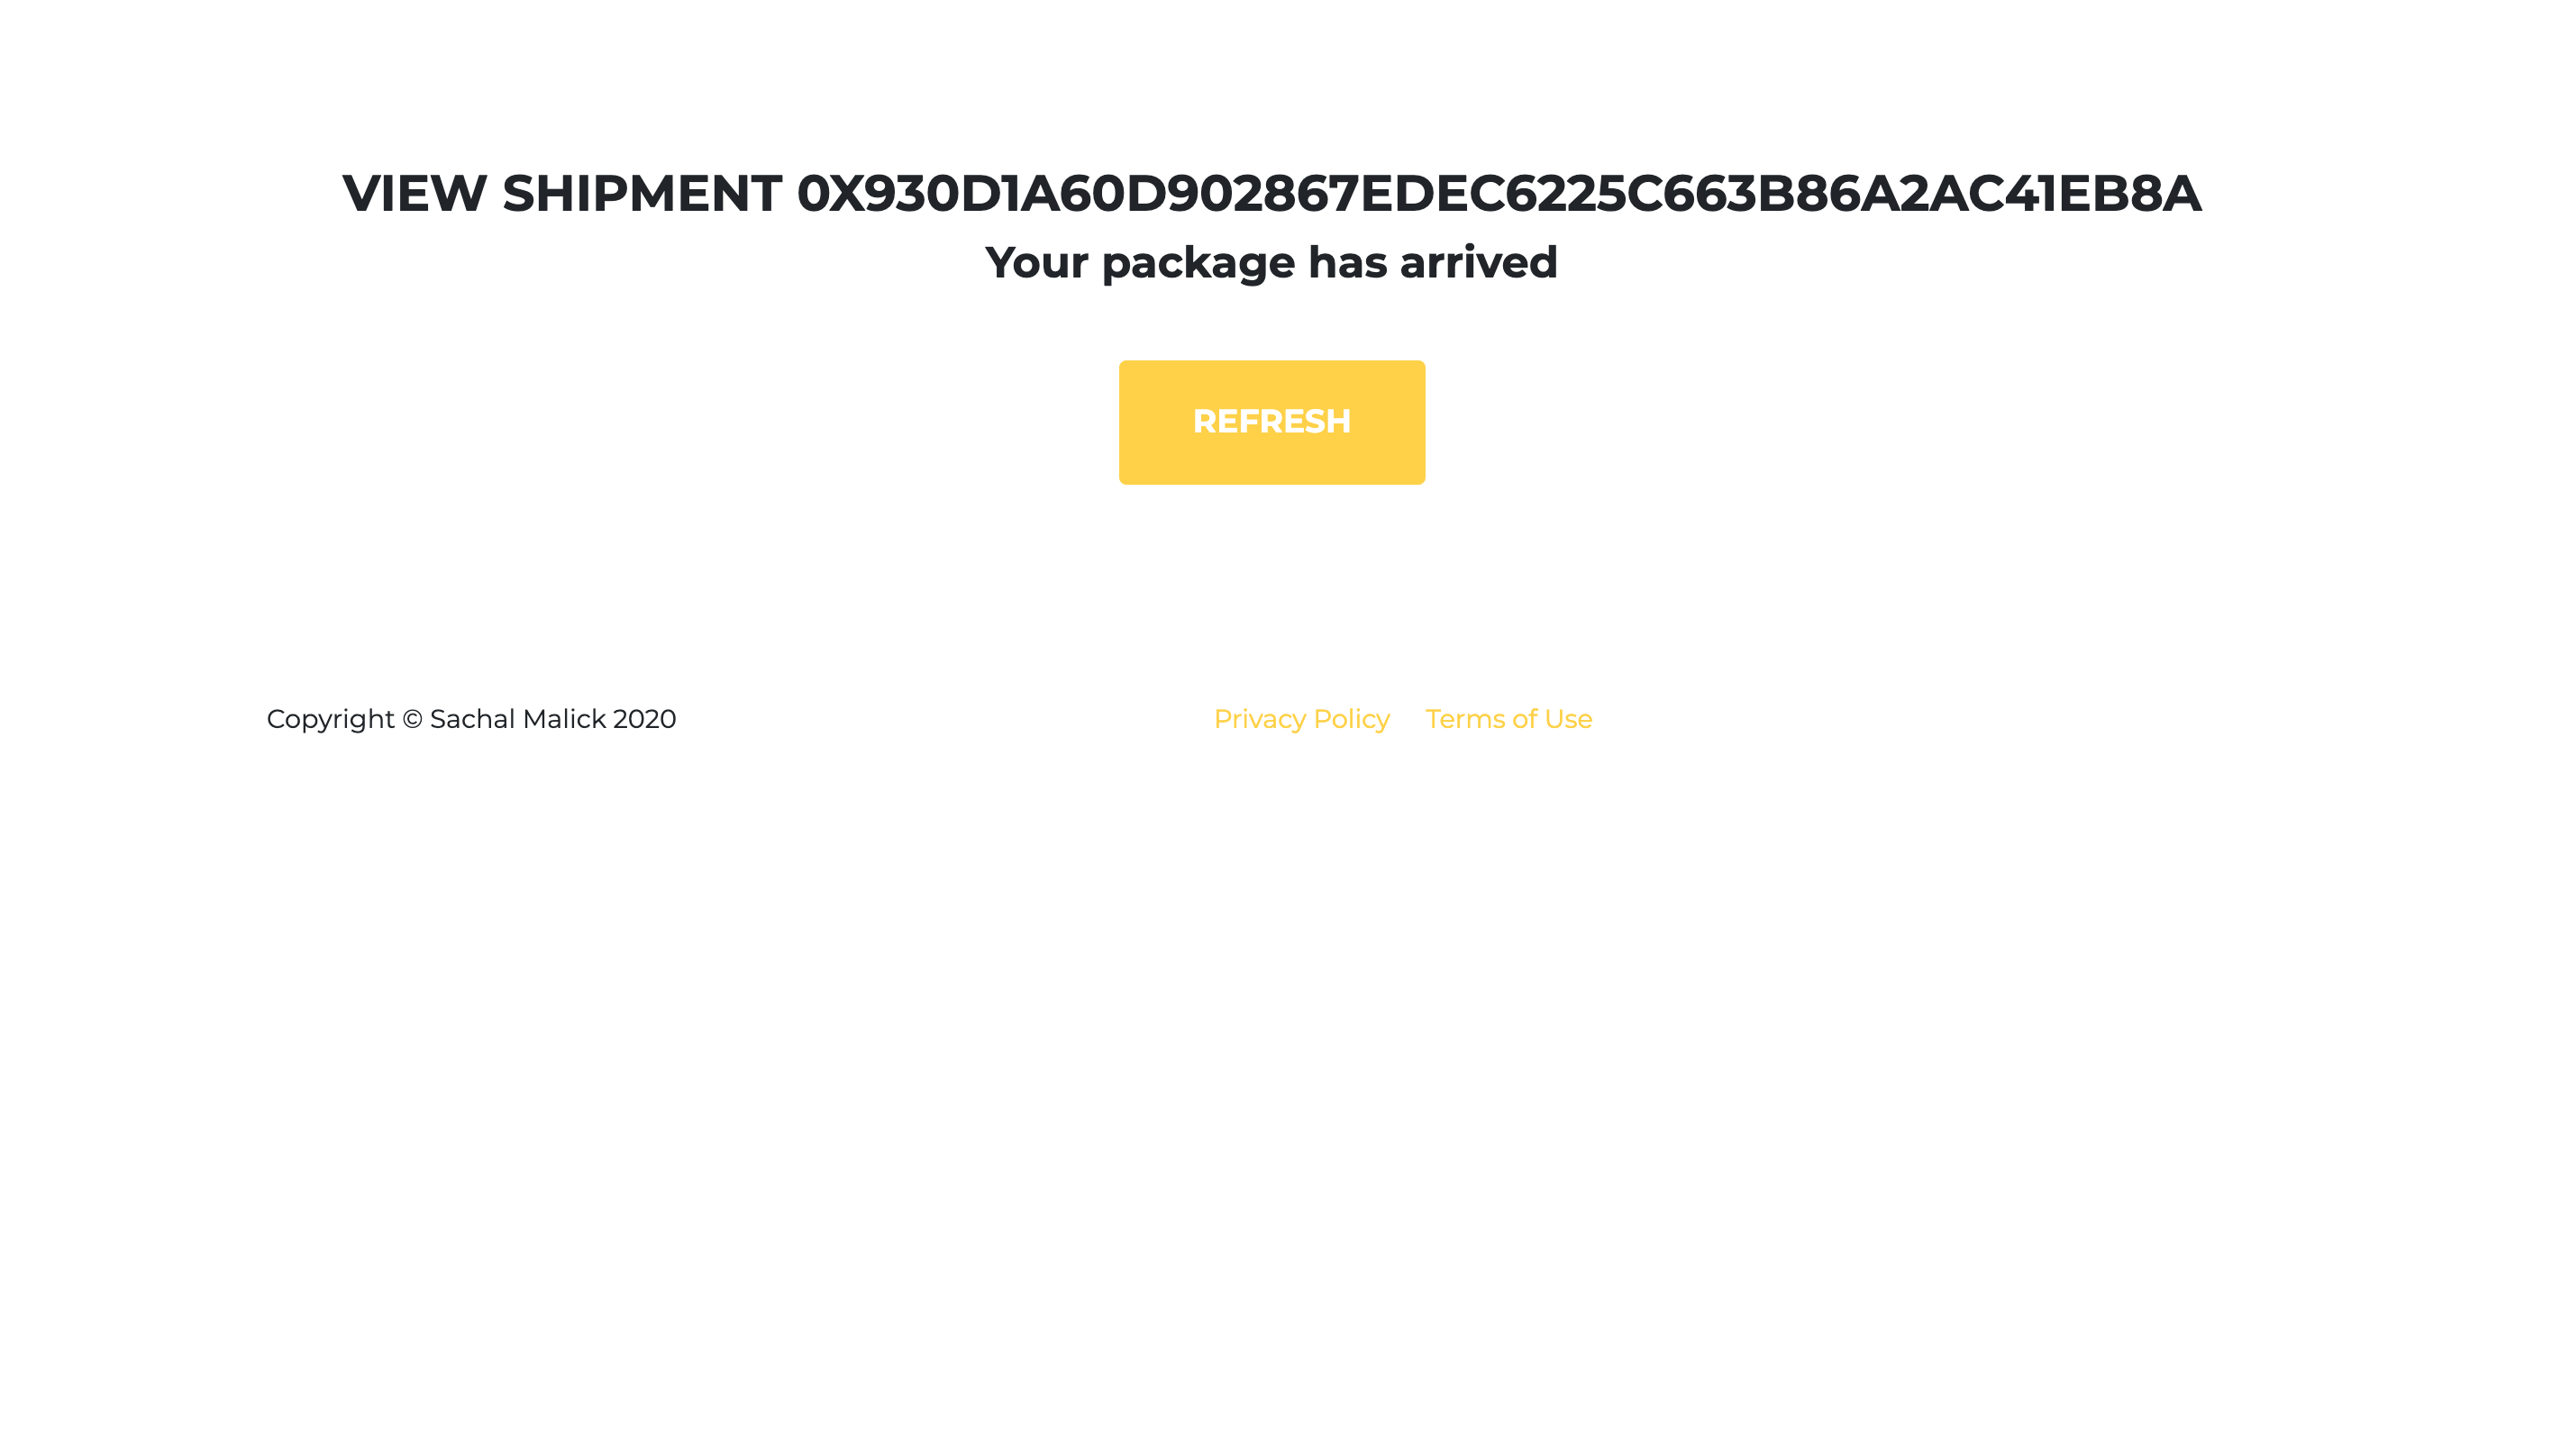 VIEW SHIPMENT 0X930D1A60D902867EDEC6225C663B86A2AC41EB8A
Your package has arrived
REFRESH
Copyright © Sachal Malick 2020
Privacy Policy Terms of Use